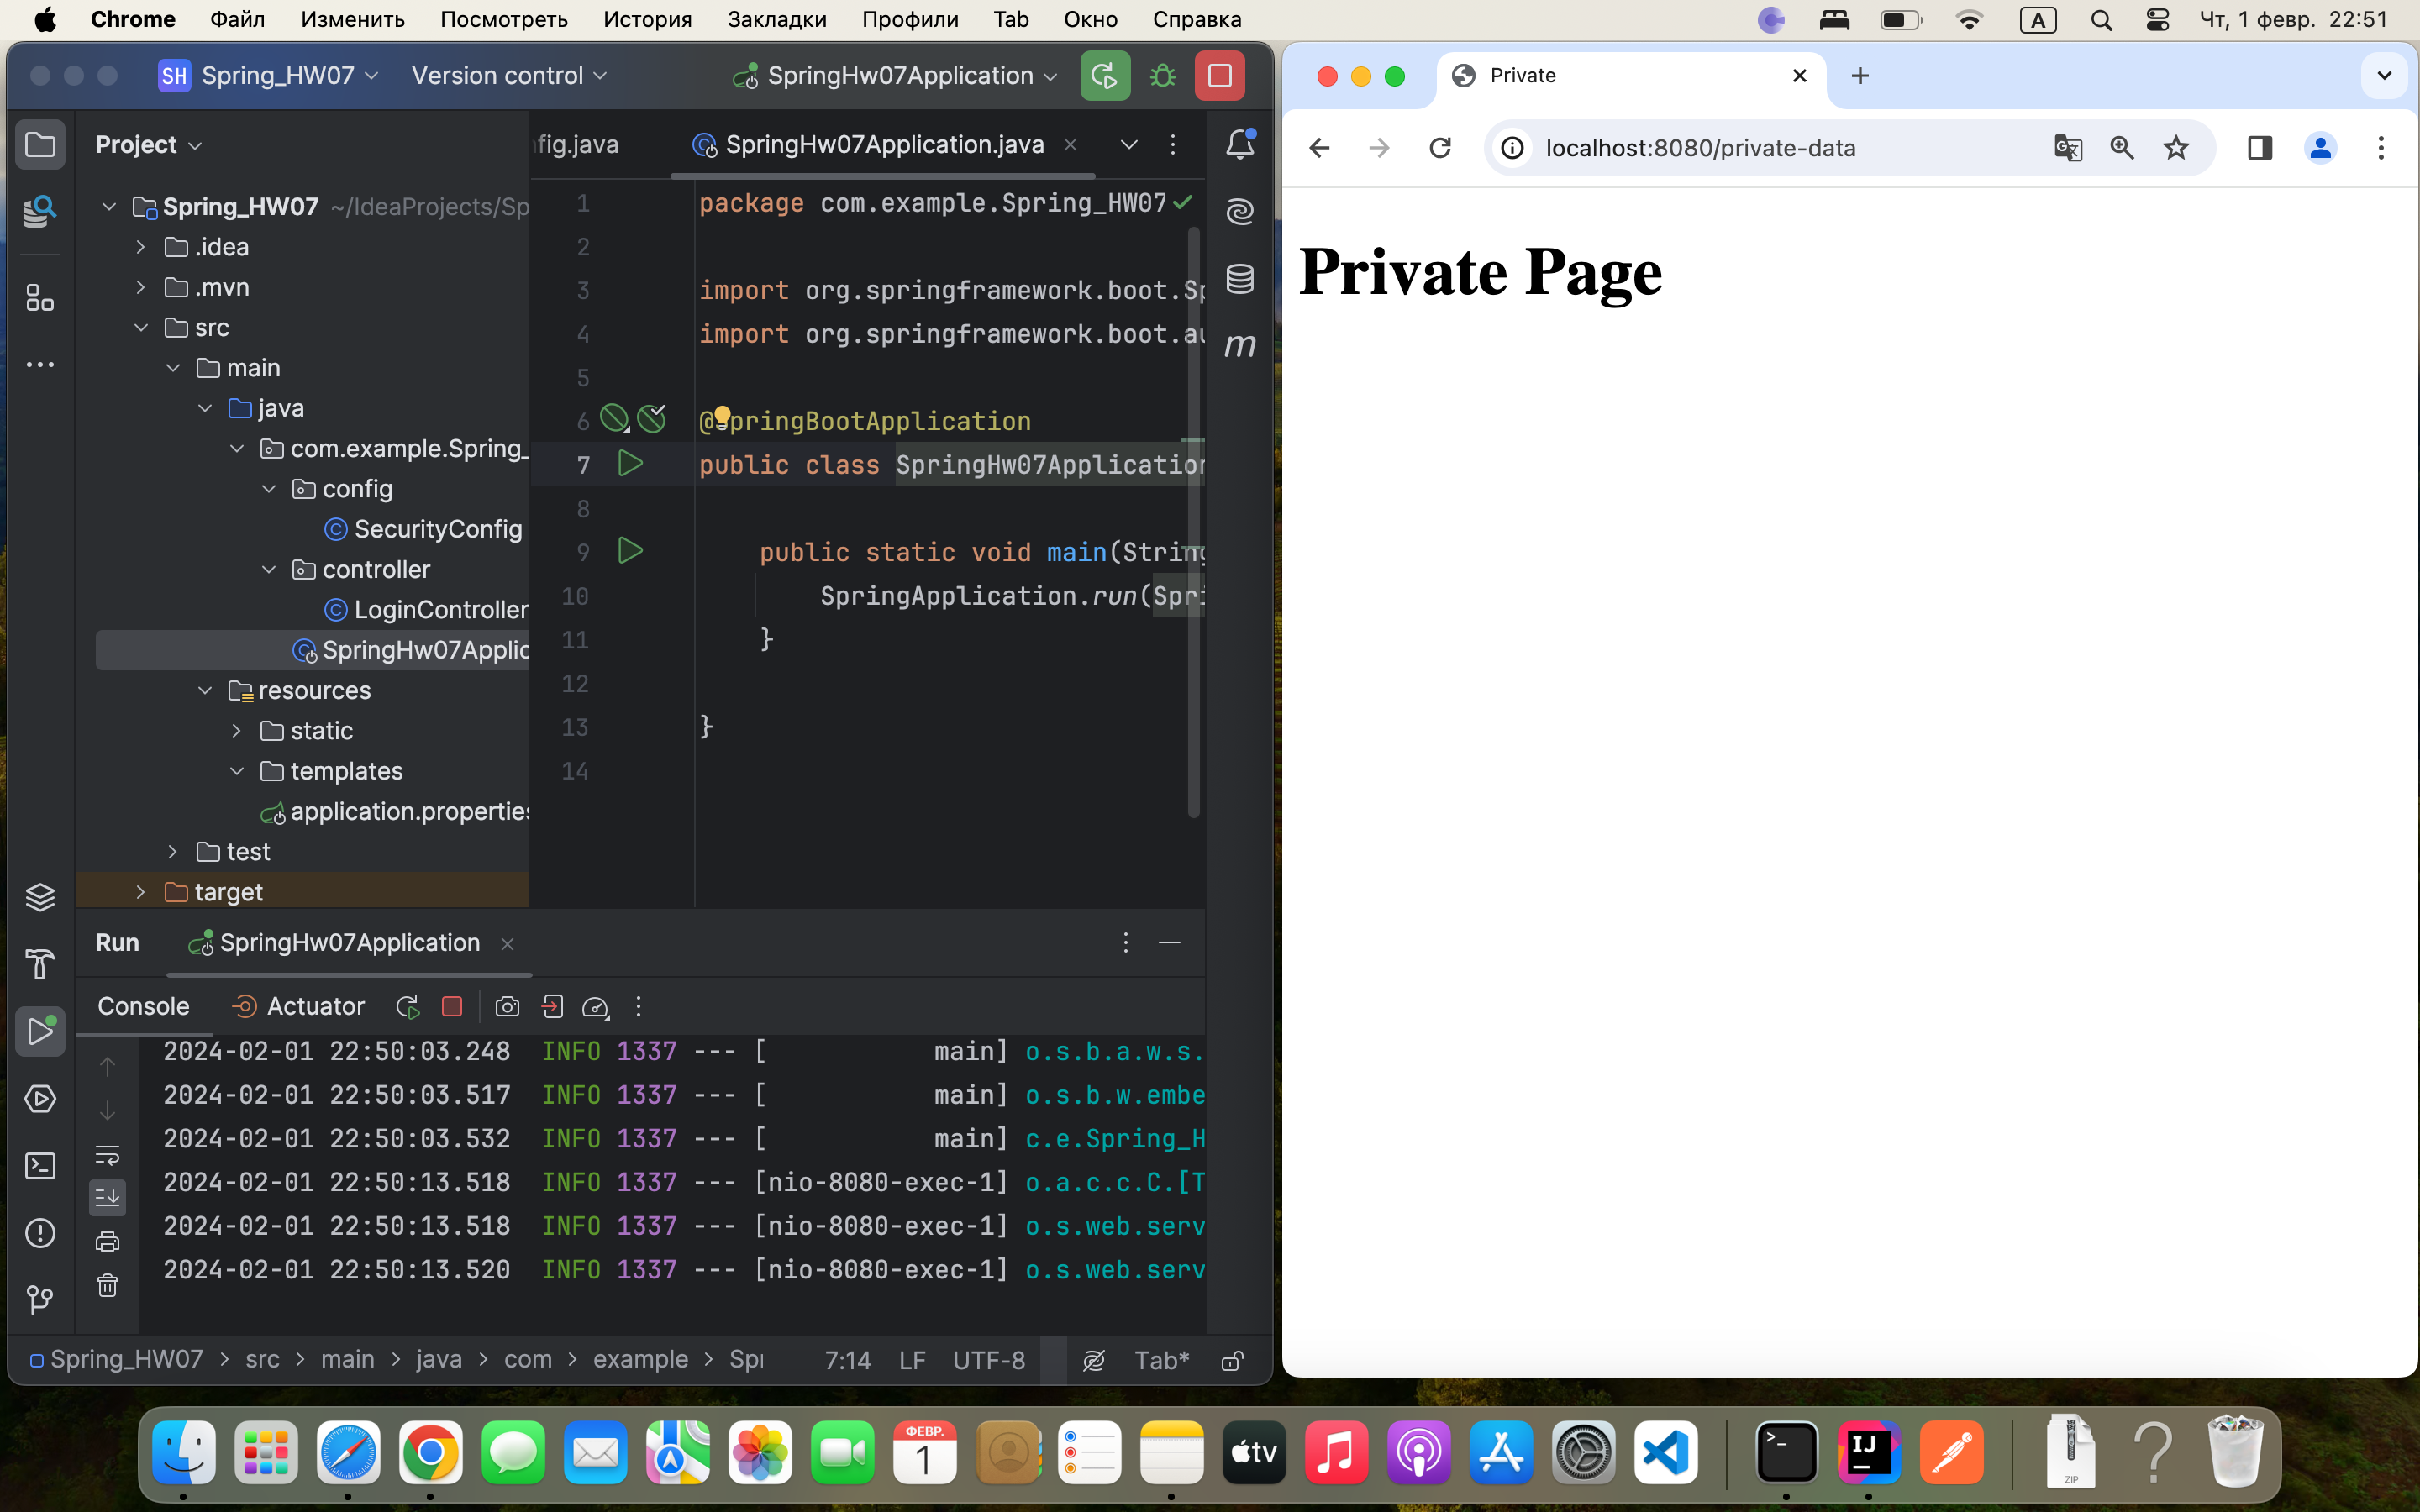 Chrome Файл Изменить Посмотреть История Закладки Профили Tab Окно Справка A Чт, 1 февр. 22:51
SH Spring_HW07 Version control SpringHw07Application
Private
localhost:8080/private-data
Private Page
Project
Spring_HW07 ~/IdeaProjects/Sp
.idea
.mvn
src
main
java
com.example.Spring_
config
SecurityConfig
controller
LoginController
SpringHw07Applic
resources
static
templates
application.properties
test
target
fig.java SpringHw07Application.java
1 package com.example.Spring_HW07
2
3 import org.springframework.boot.Sp
4 import org.springframework.boot.au
5
6 @SpringBootApplication
7 public class SpringHw07Application
8
9 public static void main(String
10 SpringApplication.run(Spri
11 }
12
13 }
14
m
Run SpringHw07Application
Console Actuator
2024-02-01 22:50:03.248 INFO 1337 --- [ main] o.s.b.a.w.s.
2024-02-01 22:50:03.517 INFO 1337 --- [ main] o.s.b.w.embe
2024-02-01 22:50:03.532 INFO 1337 --- [ main] c.e.Spring_H
2024-02-01 22:50:13.518 INFO 1337 --- [nio-8080-exec-1] o.a.c.c.C.[T
2024-02-01 22:50:13.518 INFO 1337 --- [nio-8080-exec-1] o.s.web.serv
2024-02-01 22:50:13.520 INFO 1337 --- [nio-8080-exec-1] o.s.web.serv
Spring_HW07 > src > main > java > com > example > Spr 7:14 LF UTF-8 Tab*
ФЕВР.
1
tv
>_
IJ
ZIP
?